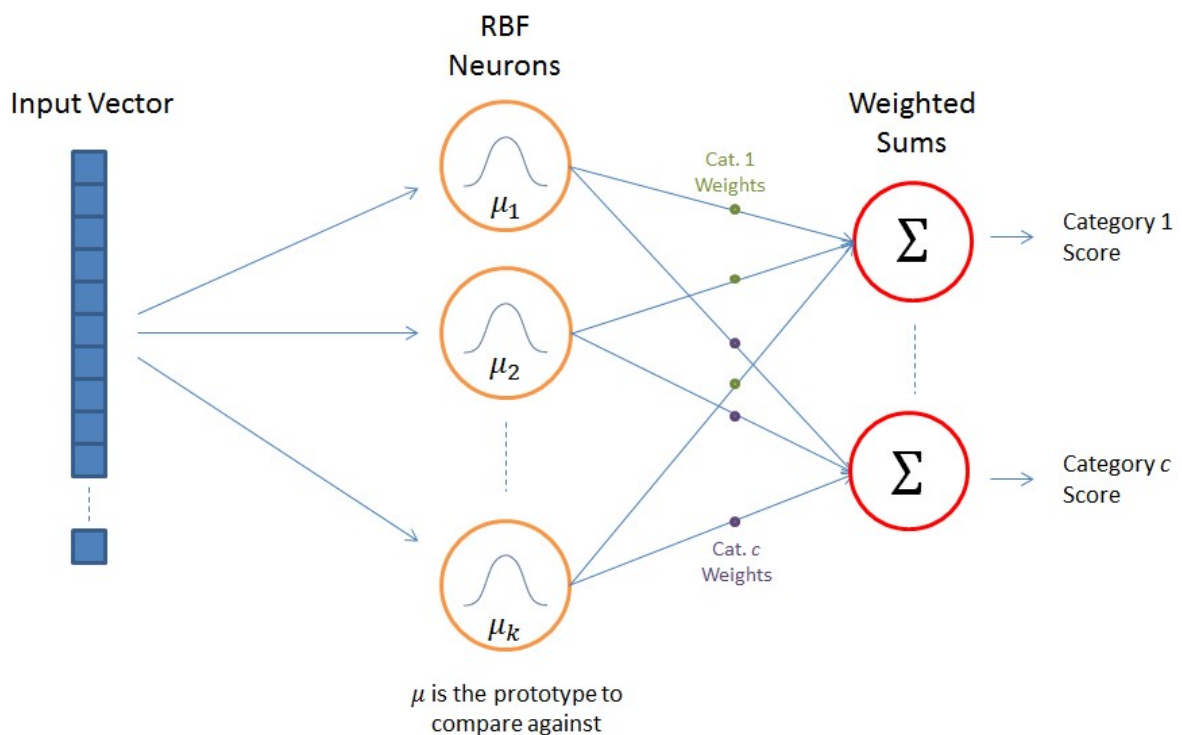 RBF
Neurons
Input Vector
Weighted
Sums
Cat. 1
Weights
μ₁
Σ
Category 1
Score
μ₂
Σ
Category c
Score
Cat. c
Weights
μₖ
μ is the prototype to
compare against